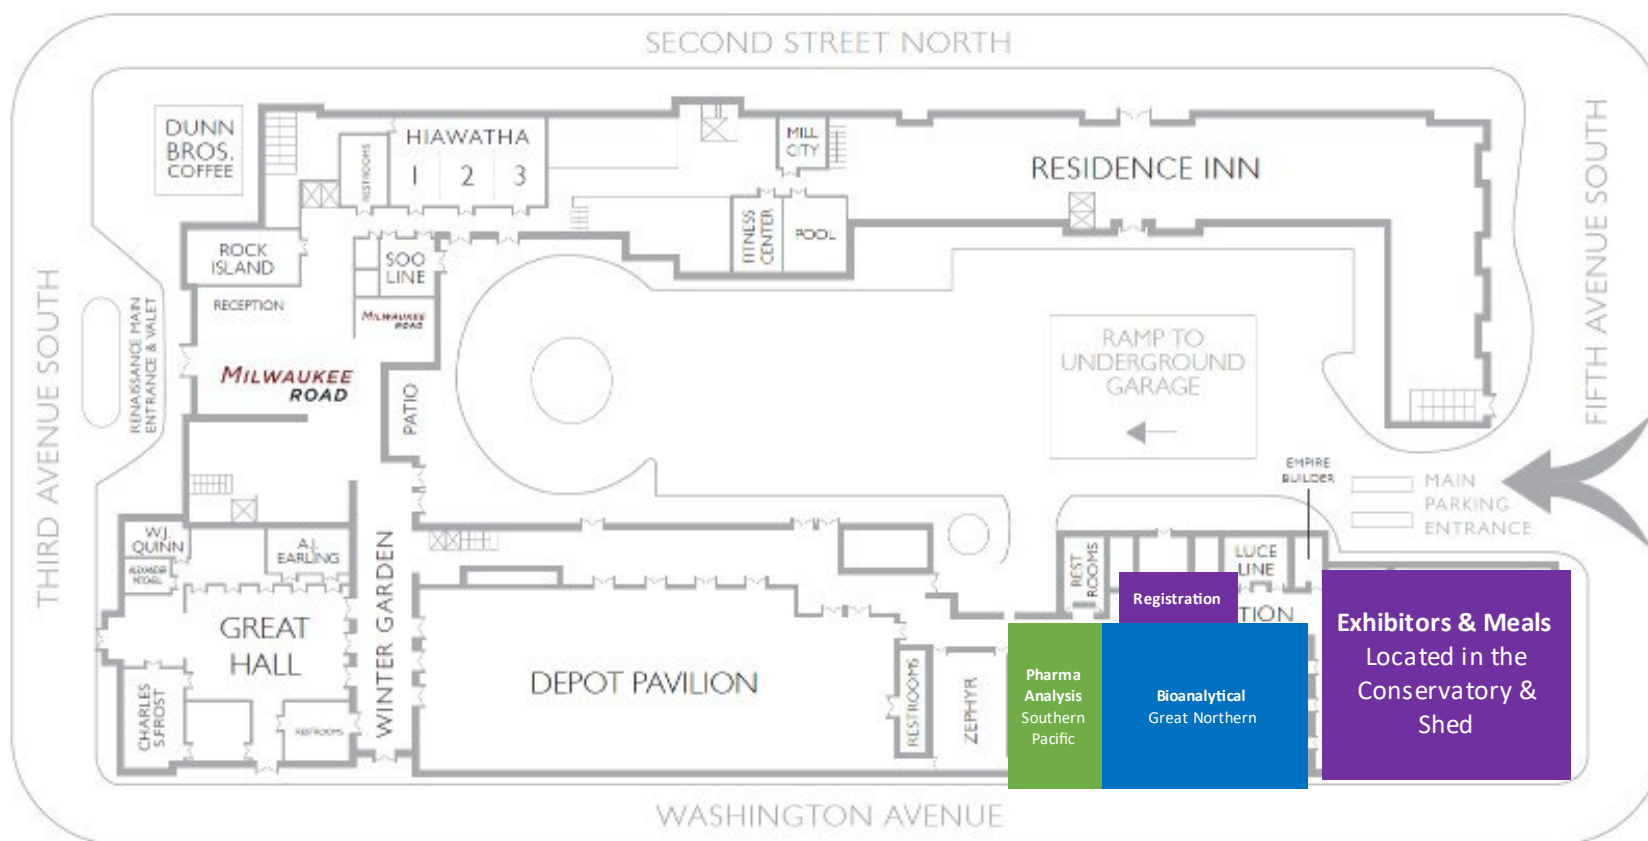 SECOND STREET NORTH
DUNN
BROS.
COFFEE
RESTROOMS
HIAWATHA
1 2 3
MILL
CITY
RESIDENCE INN
FIFTH AVENUE SOUTH
ROCK
ISLAND
SOO
LINE
FITNESS
CENTER
POOL
RECEPTION
MILWAUKEE
ROAD
THIRD AVENUE SOUTH
RENAISSANCE MAIN
ENTRANCE & VALET
MILWAUKEE
ROAD
PATIO
RAMP TO
UNDERGROUND
GARAGE
EMPIRE
BUILDER
MAIN
PARKING
ENTRANCE
W.J.
QUINN
ALEXANDER
MITCHELL
A.J.
EARLING
WINTER GARDEN
REST
ROOMS
LUCE
LINE
Registration
TION
Exhibitors & Meals
Located in the
Conservatory &
Shed
GREAT
HALL
DEPOT PAVILION
CHARLES
S.FROST
RESTROOMS
RESTROOMS
ZEPHYR
Pharma
Analysis
Southern
Pacific
Bioanalytical
Great Northern
WASHINGTON AVENUE